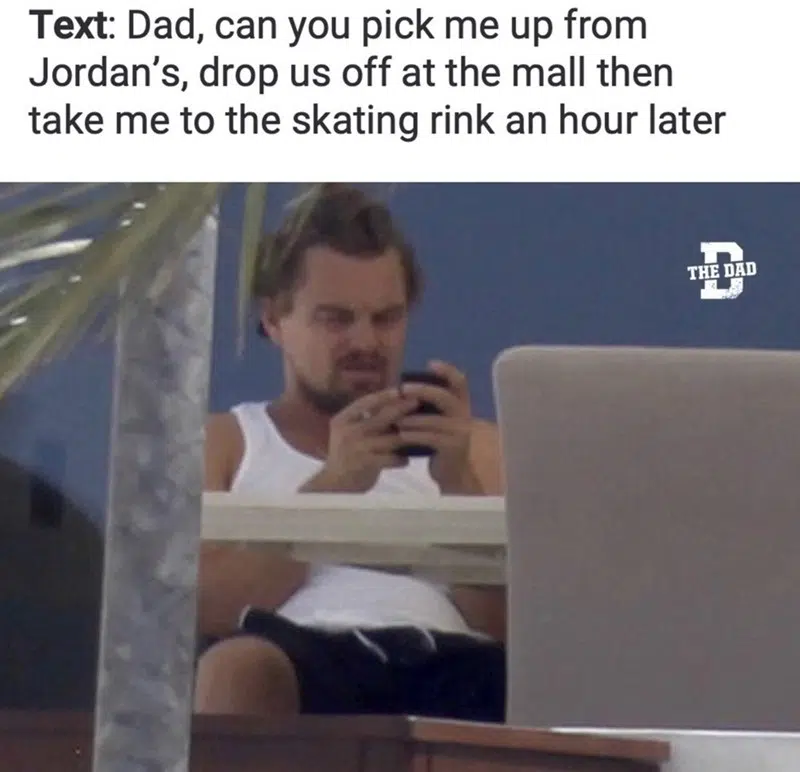 Text: Dad, can you pick me up from
Jordan’s, drop us off at the mall then
take me to the skating rink an hour later
D
THE DAD